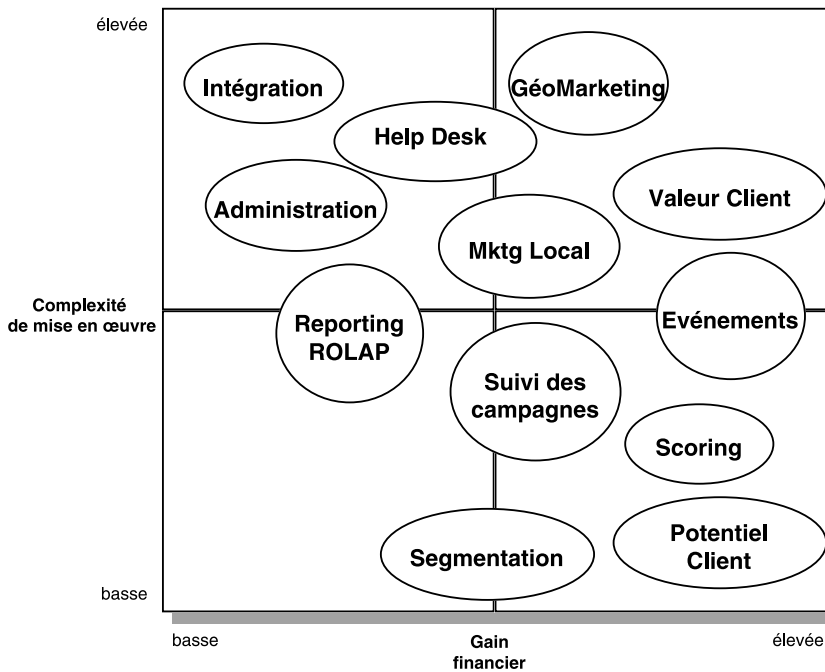 élevée
Intégration
GéoMarketing
Help Desk
Valeur Client
Administration
Mktg Local
Complexité
de mise en œuvre
Reporting
ROLAP
Evénements
Suivi des
campagnes
Scoring
Potentiel
Client
Segmentation
basse
basse
Gain
financier
élevée